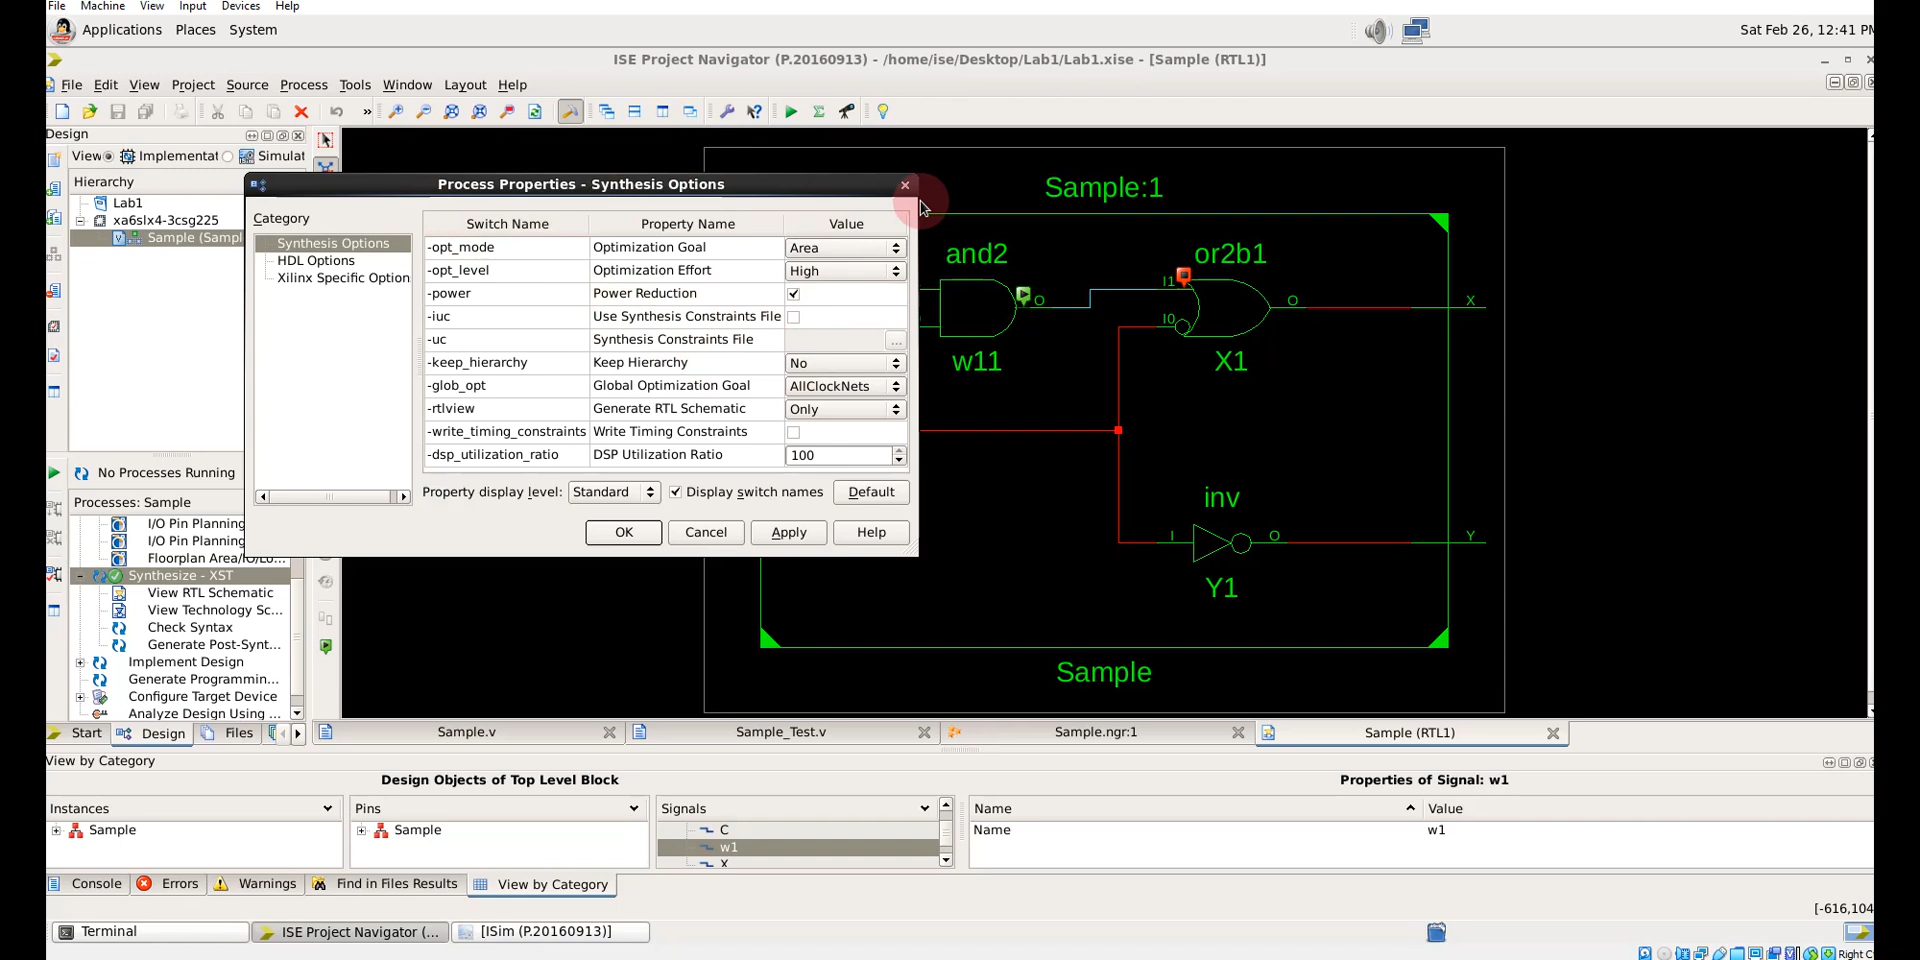 File Machine View Input Devices Help
Applications Places System
Sat Feb 26, 12:41 PM
ISE Project Navigator (P.20160913) - /home/ise/Desktop/Lab1/Lab1.xise - [Sample (RTL1)]
File Edit View Project Source Process Tools Window Layout Help
»
Design
View Implementat Simulat
Hierarchy
Lab1
xa6slx4-3csg225
Sample (Sampl
Process Properties - Synthesis Options
Category
Synthesis Options
HDL Options
Xilinx Specific Option
Switch Name Property Name Value
-opt_mode Optimization Goal Area
-opt_level Optimization Effort High
-power Power Reduction
-iuc Use Synthesis Constraints File
-uc Synthesis Constraints File ...
-keep_hierarchy Keep Hierarchy No
-glob_opt Global Optimization Goal AllClockNets
-rtlview Generate RTL Schematic Only
-write_timing_constraints Write Timing Constraints
-dsp_utilization_ratio DSP Utilization Ratio 100
Property display level: Standard Display switch names Default
OK Cancel Apply Help
Sample:1
and2 or2b1
I1
O O X
I0
w11 X1
inv
I O Y
Y1
Sample
No Processes Running
Processes: Sample
I/O Pin Planning
I/O Pin Planning
Floorplan Area/IO/Lo...
Synthesize - XST
View RTL Schematic
View Technology Sc...
Check Syntax
Generate Post-Synt...
Implement Design
Generate Programmin...
Configure Target Device
Analyze Design Using ...
Start Design Files
Sample.v Sample_Test.v Sample.ngr:1 Sample (RTL1)
View by Category
Design Objects of Top Level Block Properties of Signal: w1
Instances Pins Signals Name Value
Sample Sample C Name w1
w1
X
Console Errors Warnings Find in Files Results View by Category
[-616,104
Terminal ISE Project Navigator (... [ISim (P.20160913)]
Right C